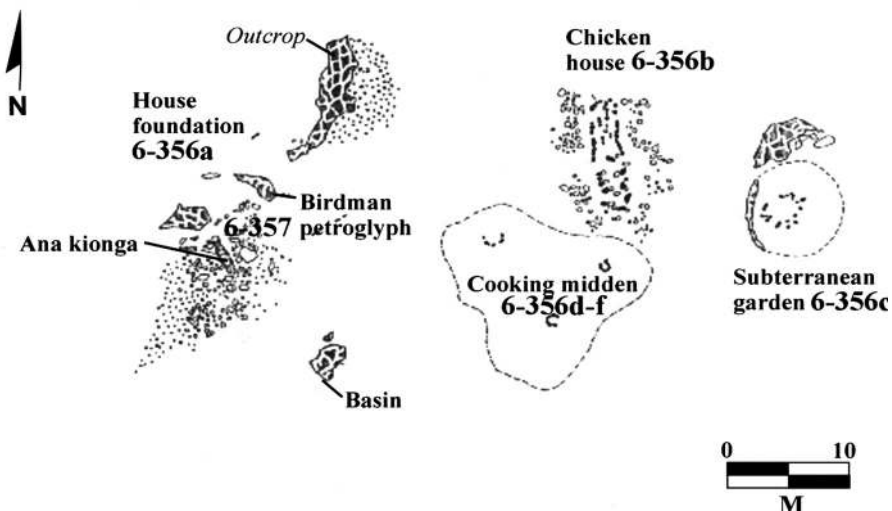 N
Outcrop
House
foundation
6-356a
Birdman
6-357 petroglyph
Ana kionga
Basin
Chicken
house 6-356b
Cooking midden
6-356d-f
Subterranean
garden 6-356c
0 10
M